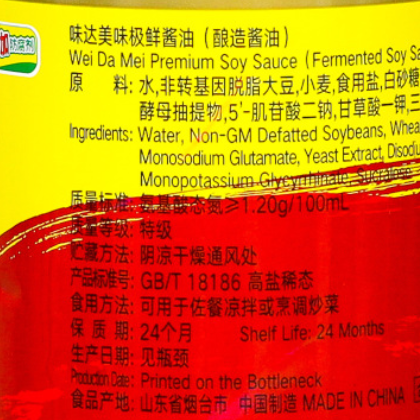 加 防腐剂
味达美味极鲜酱油（酿造酱油）
Wei Da Mei Premium Soy Sauce (Fermented Soy Sa
原 料: 水,非转基因脱脂大豆,小麦,食用盐,白砂糖
酵母抽提物,5'-肌苷酸二钠,甘草酸一钾,三
Ingredients: Water, Non-GM Defatted Soybeans, Whea
Monosodium Glutamate, Yeast Extract, Disodiu
Monopotassium Glycyrrhinate, Sucralose
质量标准: 氨基酸态氮≥1.20g/100mL
质量等级: 特级
贮藏方法: 阴凉干燥通风处
产品标准号: GB/T 18186 高盐稀态
食用方法: 可用于佐餐凉拌或烹调炒菜
保 质 期: 24个月 Shelf Life: 24 Months
生产日期: 见瓶颈
Production Date: Printed on the Bottleneck
食品产地: 山东省烟台市 中国制造 MADE IN CHINA